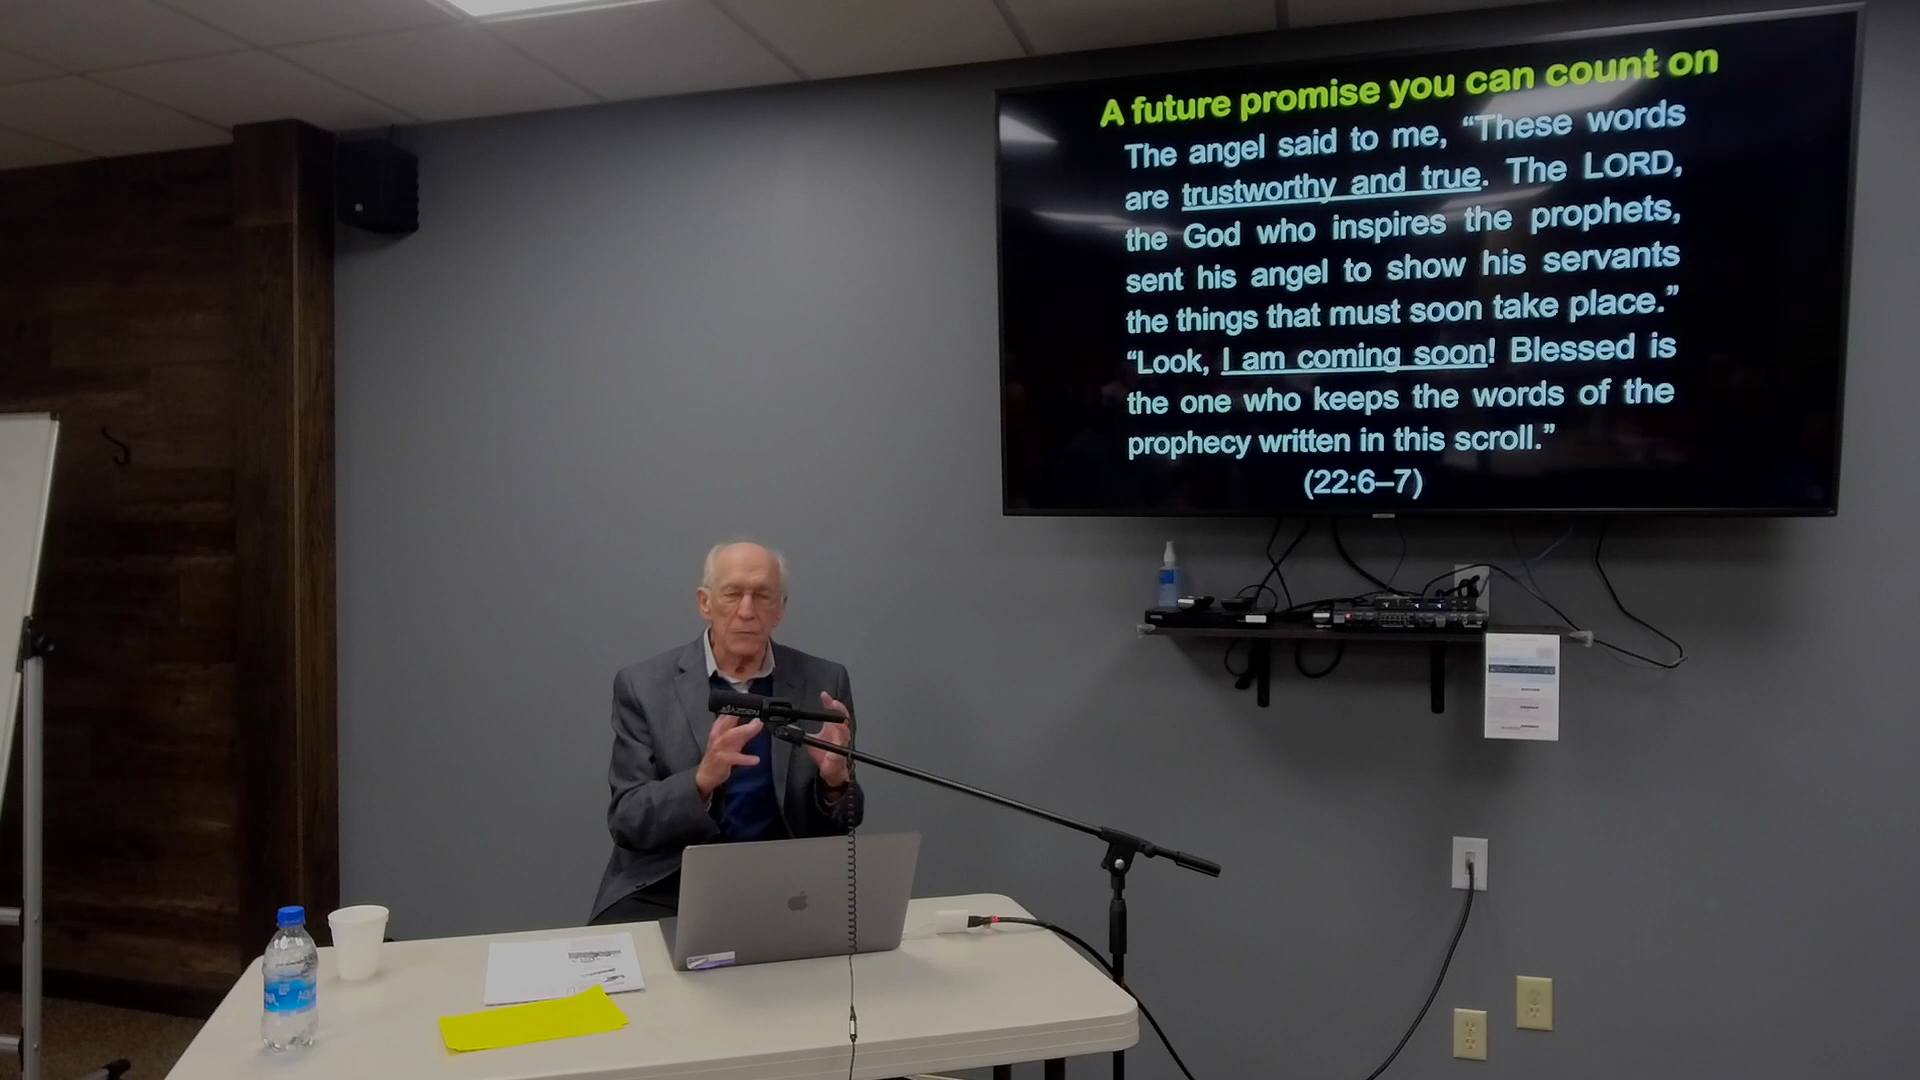 A future promise you can count on
The angel said to me, “These words
are trustworthy and true. The LORD,
the God who inspires the prophets,
sent his angel to show his servants
the things that must soon take place.”
“Look, I am coming soon! Blessed is
the one who keeps the words of the
prophecy written in this scroll.”
(22:6–7)
AZDEN